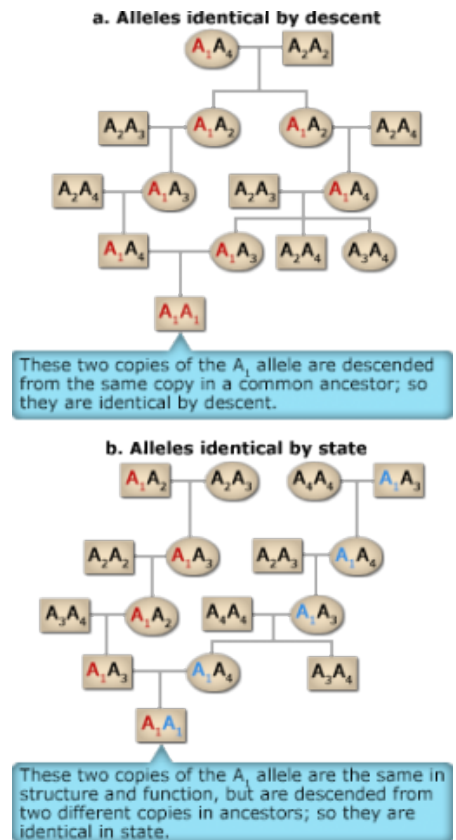 a. Alleles identical by descent
A₁A₄ A₂A₂
A₂A₃ A₁A₂ A₁A₂ A₂A₄
A₂A₄ A₁A₃ A₂A₃ A₁A₄
A₁A₄ A₁A₃ A₂A₄ A₃A₄
A₁A₁
These two copies of the A₁ allele are descended
from the same copy in a common ancestor; so
they are identical by descent.
b. Alleles identical by state
A₁A₂ A₂A₃ A₄A₄ A₁A₃
A₂A₂ A₁A₃ A₂A₃ A₁A₄
A₃A₄ A₁A₂ A₄A₄ A₁A₃
A₁A₃ A₁A₄ A₃A₄
A₁A₁
These two copies of the A₁ allele are the same in
structure and function, but are descended from
two different copies in ancestors; so they are
identical in state.